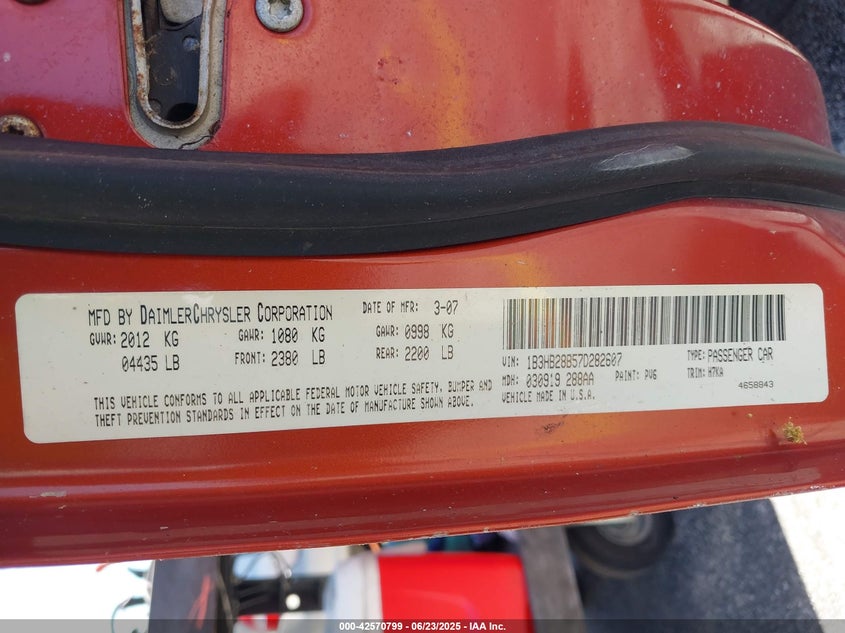 MFD BY DAIMLERCHRYSLER CORPORATION DATE OF MFR: 3-07
GVWR: 2012 KG GAWR: 1080 KG GAWR: 0998 KG
04435 LB FRONT: 2380 LB REAR: 2200 LB
THIS VEHICLE CONFORMS TO ALL APPLICABLE FEDERAL MOTOR VEHICLE SAFETY, BUMPER AND
THEFT PREVENTION STANDARDS IN EFFECT ON THE DATE OF MANUFACTURE SHOWN ABOVE.
VIN: 1B3HB28B57D282607 TYPE: PASSENGER CAR
MDH: 030919 288AA PAINT: PV6 TRIM: H7KA
VEHICLE MADE IN U.S.A. 4658843
000-42570799 - 06/23/2025 - IAA Inc.